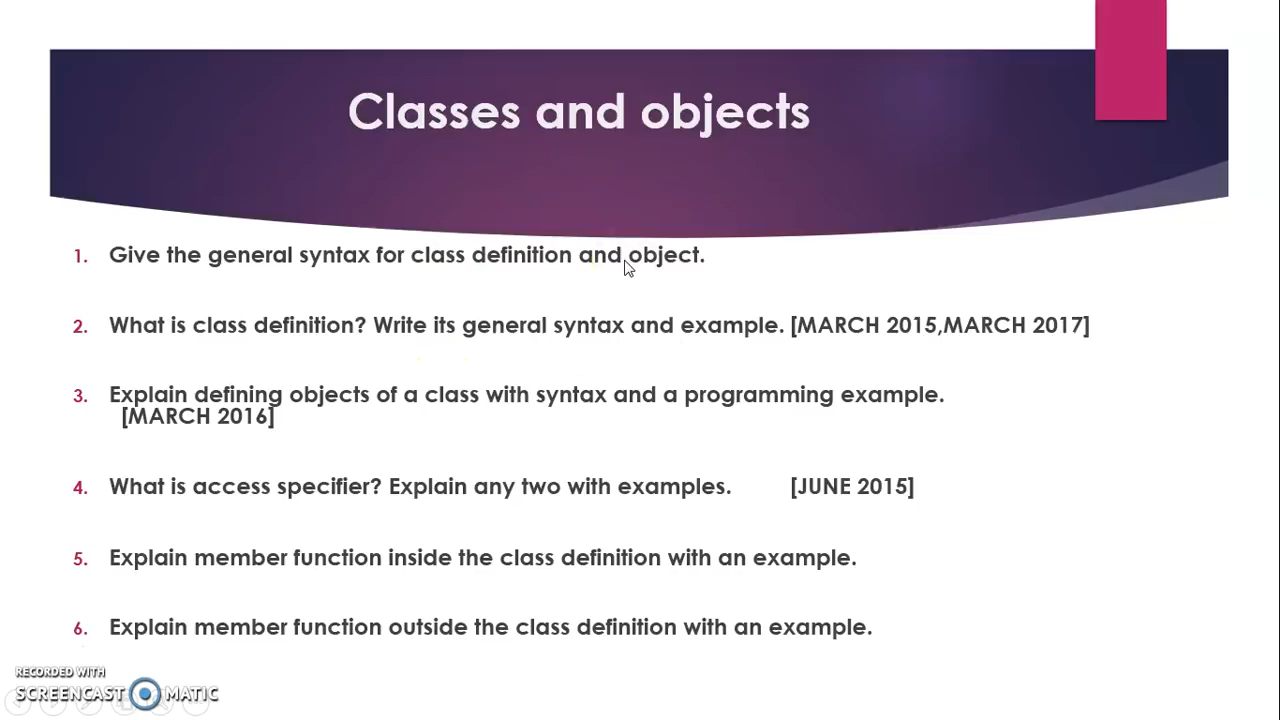 Classes and objects
1. Give the general syntax for class definition and object.
2. What is class definition? Write its general syntax and example. [MARCH 2015,MARCH 2017]
3. Explain defining objects of a class with syntax and a programming example.
[MARCH 2016]
4. What is access specifier? Explain any two with examples. [JUNE 2015]
5. Explain member function inside the class definition with an example.
6. Explain member function outside the class definition with an example.
RECORDED WITH
SCREENCAST MATIC